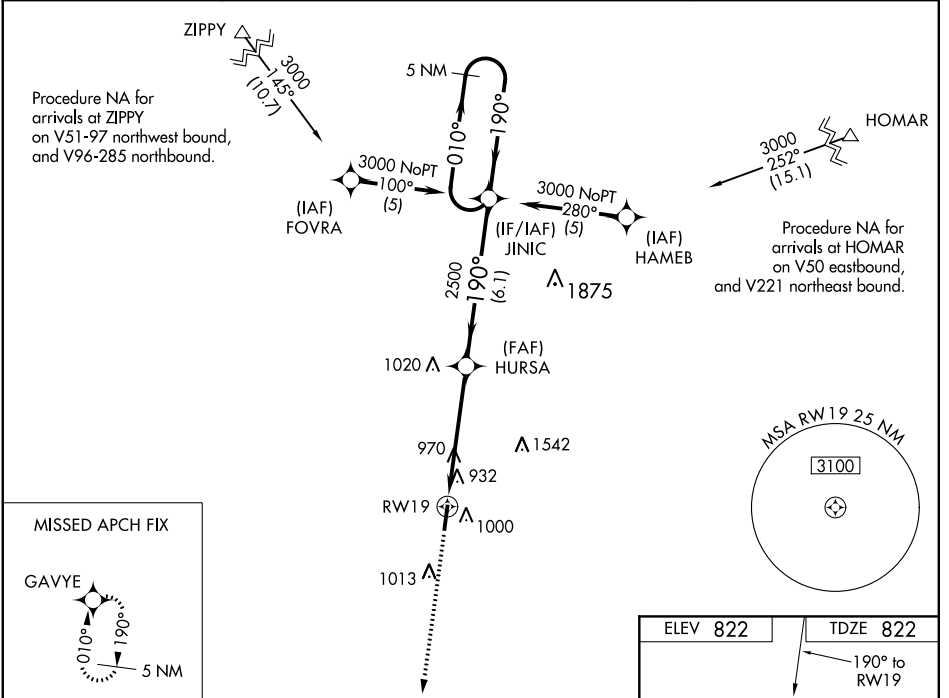 ZIPPY
3000
145°
(10.7)
Procedure NA for
arrivals at ZIPPY
on V51-97 northwest bound,
and V96-285 northbound.
5 NM
010°
190°
HOMAR
3000
252°
(15.1)
3000 NoPT
100°
(5)
(IAF)
FOVRA
3000 NoPT
280°
(5)
(IF/IAF)
JINIC
(IAF)
HAMEB
Procedure NA for
arrivals at HOMAR
on V50 eastbound,
and V221 northeast bound.
2500
190°
(6.1)
1875
(FAF)
HURSA
1020
970
1542
932
RW19
1000
1013
MSA RW19 25 NM
3100
MISSED APCH FIX
GAVYE
010°
190°
5 NM
ELEV 822
TDZE 822
190° to
RW19